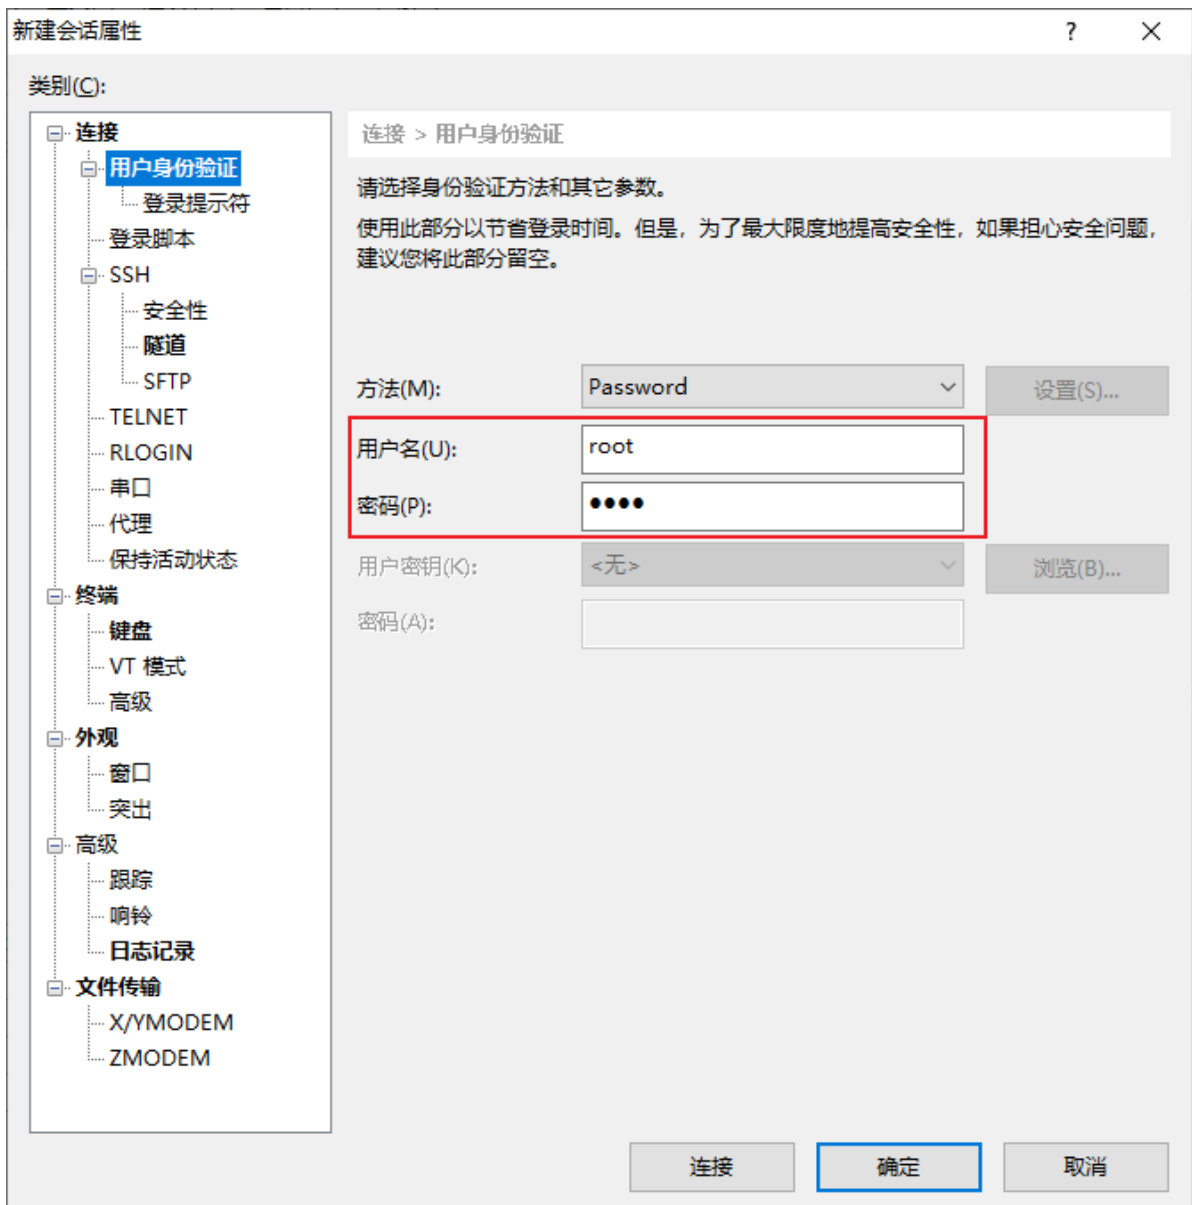 新建会话属性
?
类别(C):
连接
用户身份验证
登录提示符
登录脚本
SSH
安全性
隧道
SFTP
TELNET
RLOGIN
串口
代理
保持活动状态
终端
键盘
VT 模式
高级
外观
窗口
突出
高级
跟踪
响铃
日志记录
文件传输
X/YMODEM
ZMODEM
连接 > 用户身份验证
请选择身份验证方法和其它参数。
使用此部分以节省登录时间。但是，为了最大限度地提高安全性，如果担心安全问题，
建议您将此部分留空。
方法(M): Password 设置(S)...
用户名(U): root
密码(P): ●●●●
用户密钥(K): <无> 浏览(B)...
密码(A):
连接 确定 取消